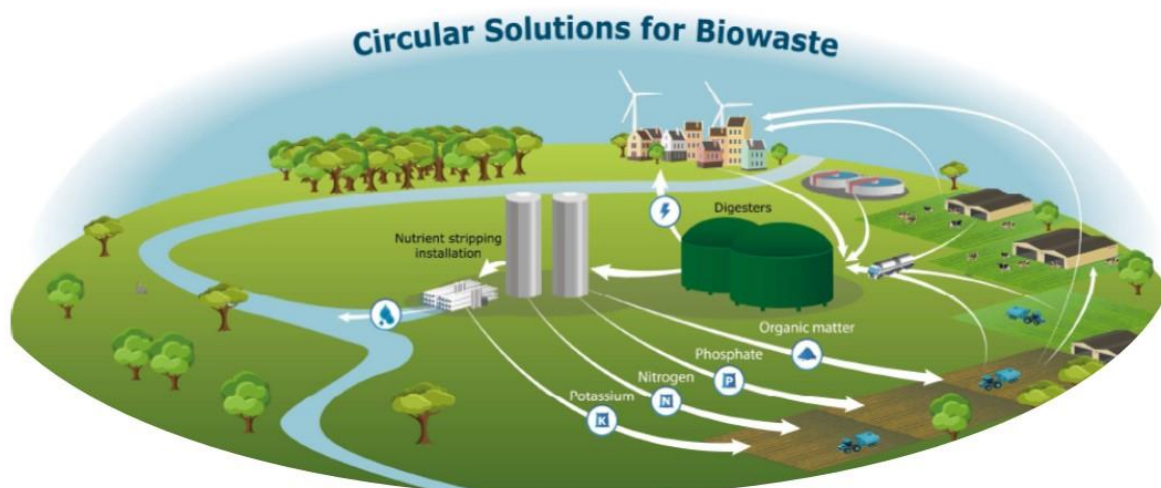 Circular Solutions for Biowaste
Digesters
Nutrient stripping
installation
Organic matter
Phosphate
P
Nitrogen
N
Potassium
K